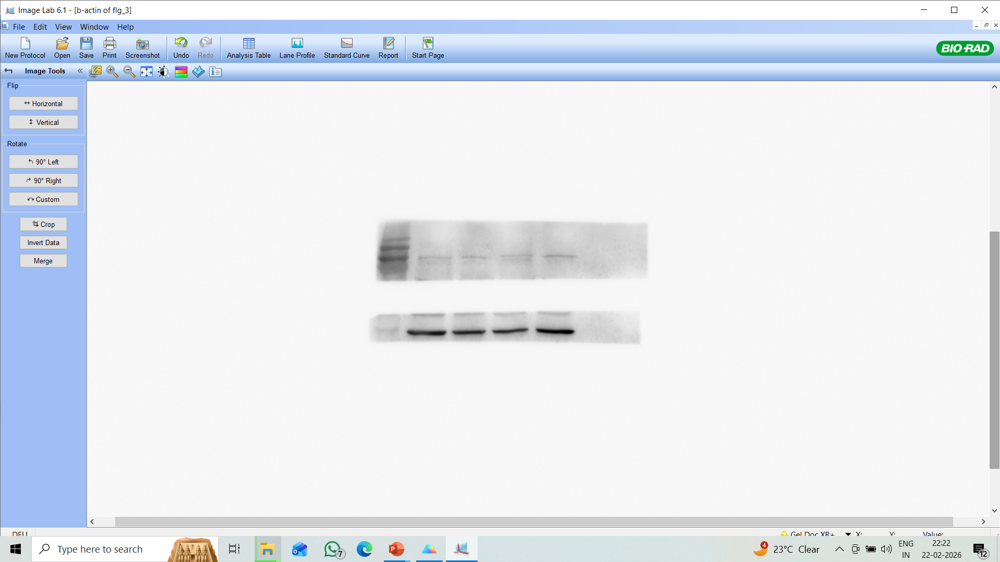 Image Lab 6.1 - [b-actin of flg_3]
File Edit View Window Help
New Protocol Open Save Print Screenshot Undo Redo Analysis Table Lane Profile Standard Curve Report Start Page
BIO-RAD
Image Tools
Flip
Horizontal
Vertical
Rotate
90° Left
90° Right
Custom
Crop
Invert Data
Merge
Gel Doc XR+ X: Y: Value:
Type here to search
7
4
23°C Clear
ENG
IN
22:22
22-02-2026
12